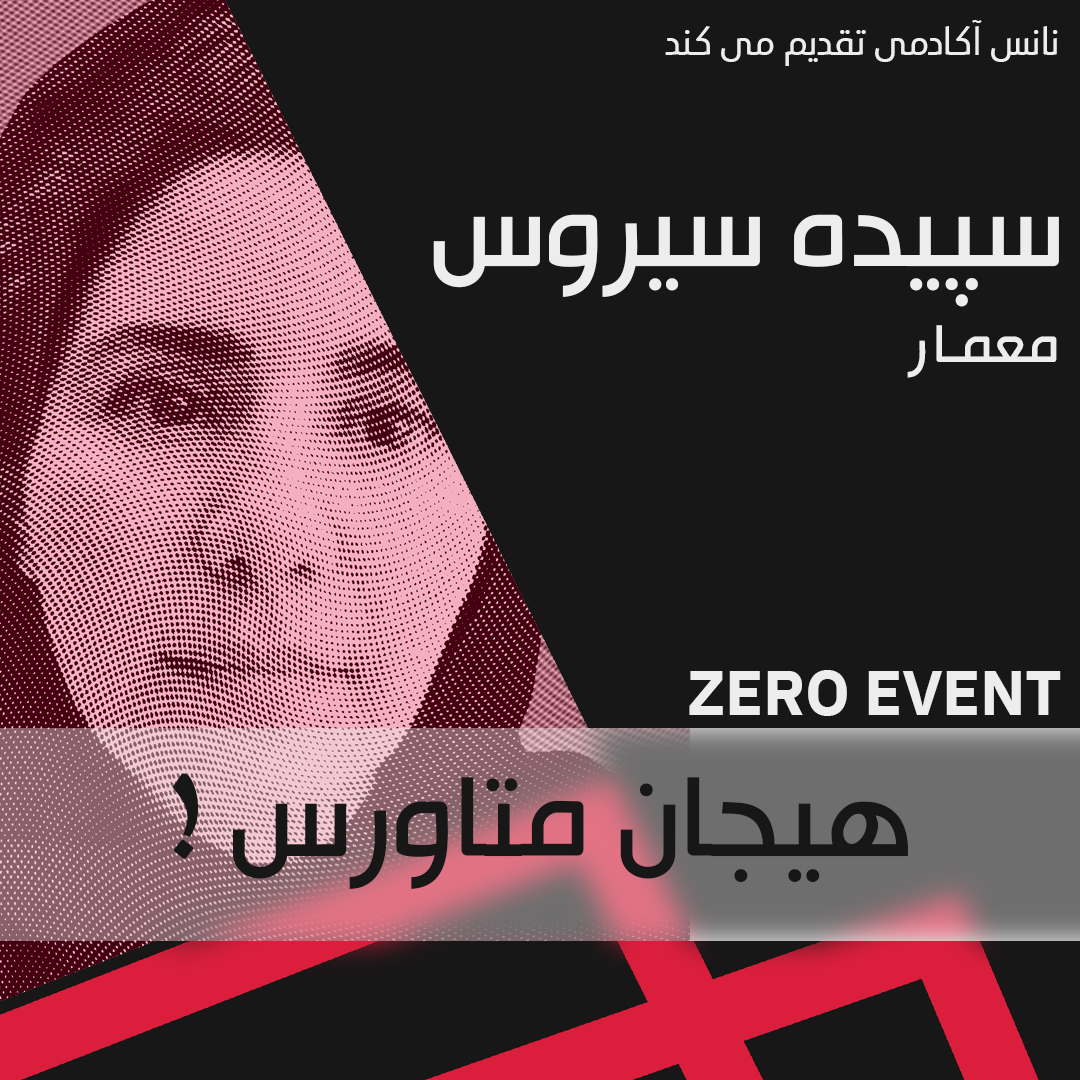 نانس آکادمی تقدیم می کند
سپیده سیروس
معمار
ZERO EVENT
هیجان متاورس !